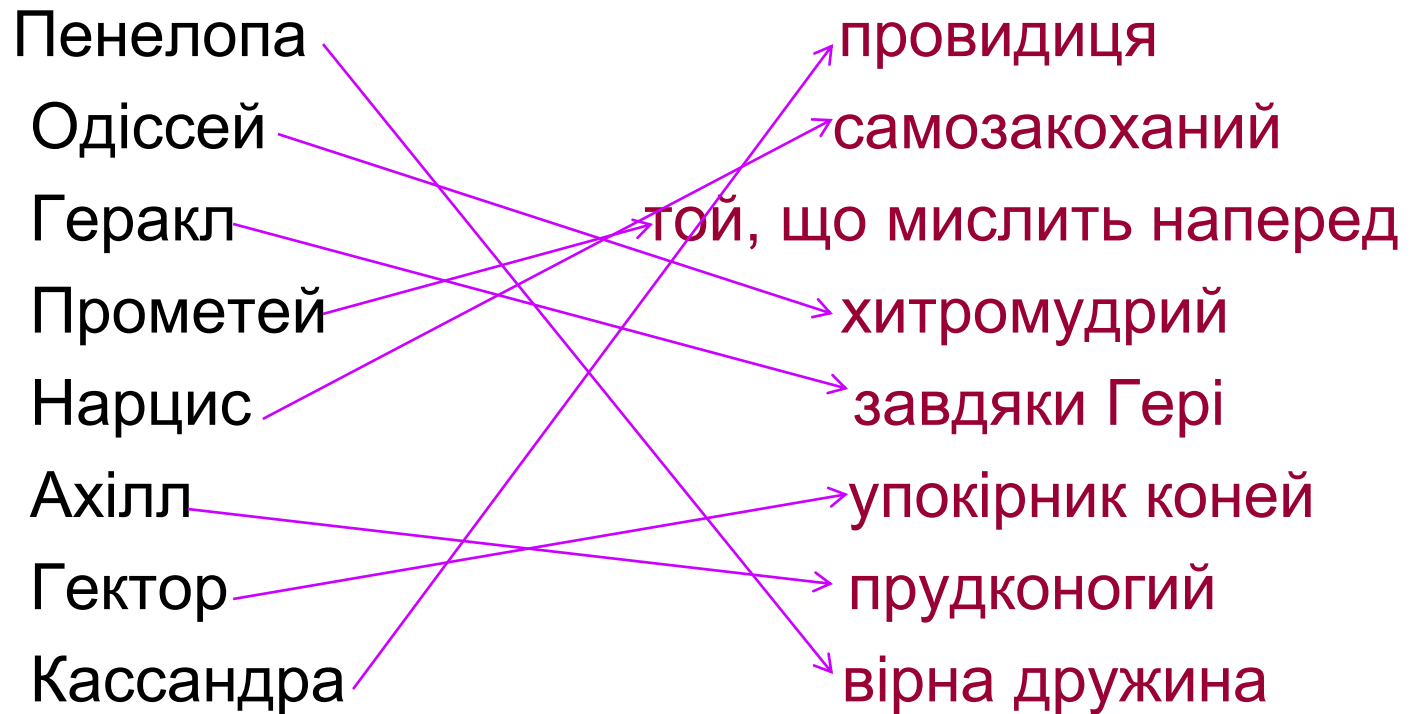 Пенелопа провидиця
Одіссей самозакоханий
Геракл той, що мислить наперед
Прометей хитромудрий
Нарцис завдяки Гері
Ахілл упокірник коней
Гектор прудконогий
Кассандра вірна дружина